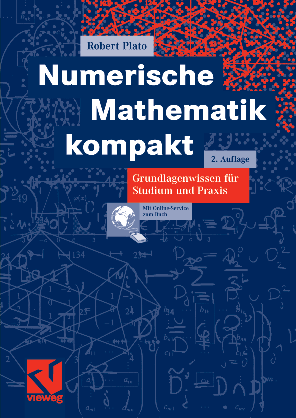 Robert Plato
Numerische
Mathematik
kompakt
2. Auflage
Grundlagenwissen für
Studium und Praxis
Mit Online-Service
zum Buch
vieweg